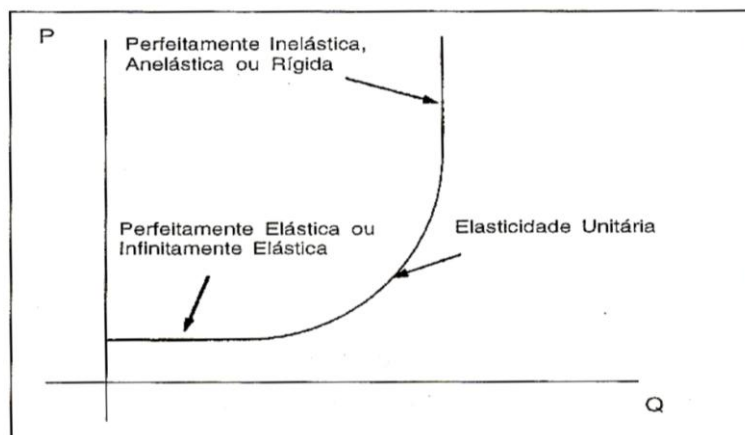 P
Perfeitamente Inelástica,
Anelástica ou Rígida
Perfeitamente Elástica ou
Infinitamente Elástica
Elasticidade Unitária
Q